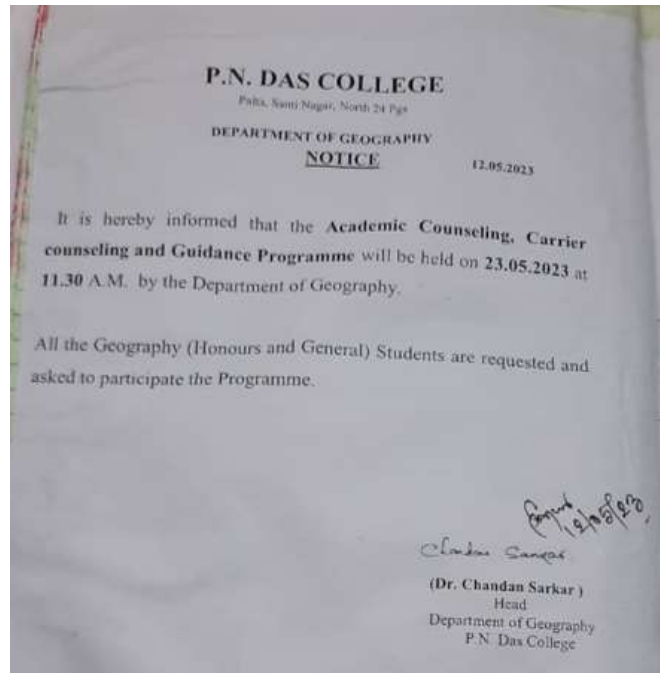 P.N. DAS COLLEGE
Palta, Santi Nagar, North 24 Pgs
DEPARTMENT OF GEOGRAPHY
NOTICE
12.05.2023
It is hereby informed that the Academic Counseling, Carrier
counseling and Guidance Programme will be held on 23.05.2023 at
11.30 A.M. by the Department of Geography.
All the Geography (Honours and General) Students are requested and
asked to participate the Programme.
12/05/23
Chandan Sarkar
(Dr. Chandan Sarkar )
Head
Department of Geography
P.N. Das College